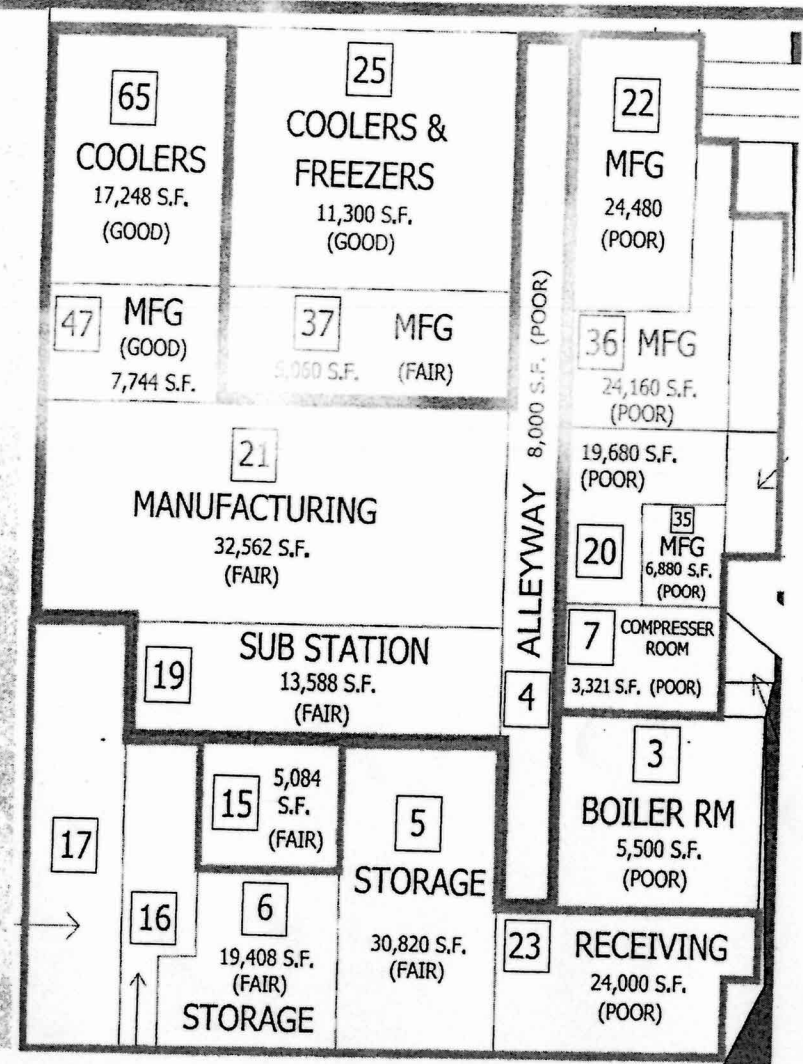 65
COOLERS
17,248 S.F.
(GOOD)
25
COOLERS &
FREEZERS
11,300 S.F.
(GOOD)
22
MFG
24,480
(POOR)
47 MFG
(GOOD)
7,744 S.F.
37 MFG
S.F. (FAIR)
36 MFG
24,160 S.F.
(POOR)
21
MANUFACTURING
32,562 S.F.
(FAIR)
4 ALLEYWAY 8,000 S.F. (POOR)
19,680 S.F.
(POOR)
20
35
MFG
6,880 S.F.
(POOR)
7 COMPRESSER
ROOM
3,321 S.F. (POOR)
19 SUB STATION
13,588 S.F.
(FAIR)
3
BOILER RM
5,500 S.F.
(POOR)
17
16
15 5,084
S.F.
(FAIR)
6
19,408 S.F.
(FAIR)
STORAGE
5
STORAGE
30,820 S.F.
(FAIR)
23 RECEIVING
24,000 S.F.
(POOR)